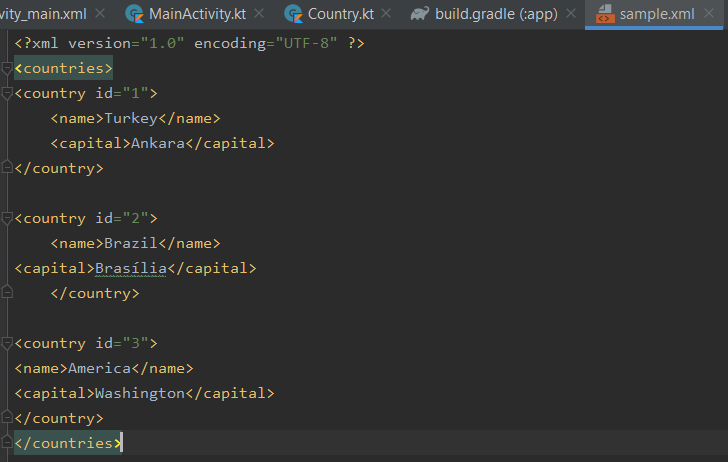 vity_main.xml MainActivity.kt Country.kt build.gradle (:app) sample.xml
<?xml version="1.0" encoding="UTF-8" ?>
<countries>
<country id="1">
    <name>Turkey</name>
    <capital>Ankara</capital>
</country>
<country id="2">
    <name>Brazil</name>
<capital>Brasília</capital>
    </country>
<country id="3">
<name>America</name>
<capital>Washington</capital>
</country>
</countries>